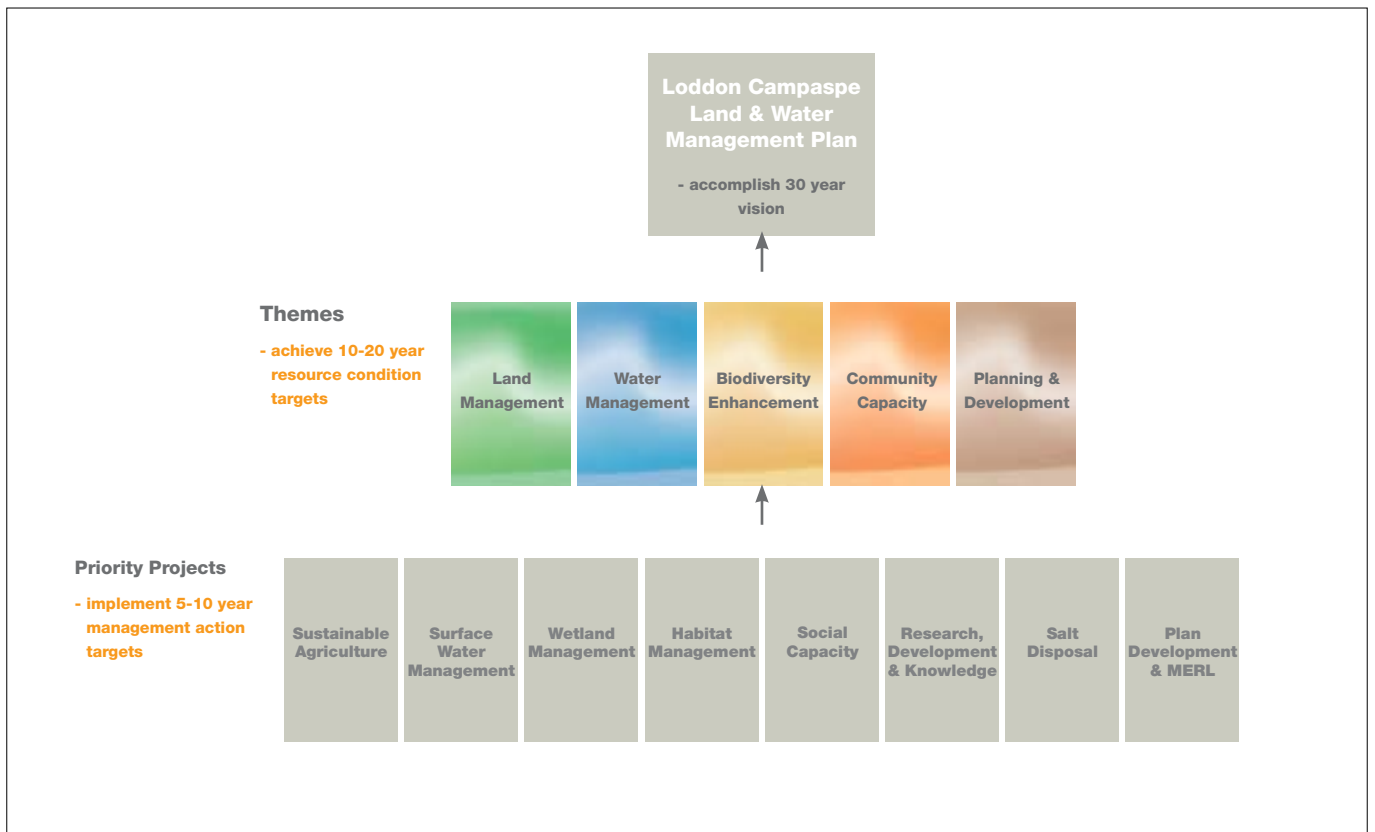 Loddon Campaspe
Land & Water
Management Plan
- accomplish 30 year
vision
Themes
- achieve 10-20 year
resource condition
targets
Land
Management
Water
Management
Biodiversity
Enhancement
Community
Capacity
Planning &
Development
Priority Projects
- implement 5-10 year
management action
targets
Sustainable
Agriculture
Surface
Water
Management
Wetland
Management
Habitat
Management
Social
Capacity
Research,
Development
& Knowledge
Salt
Disposal
Plan
Development
& MERL